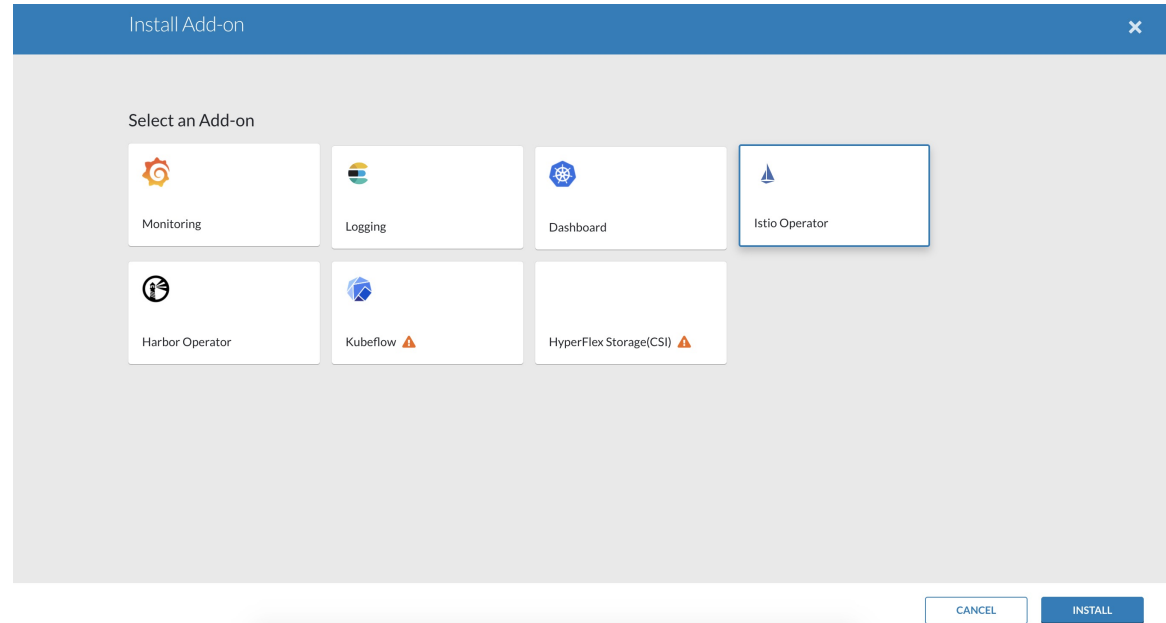 Install Add-on
Select an Add-on
Monitoring
Logging
Dashboard
Istio Operator
Harbor Operator
Kubeflow
HyperFlex Storage(CSI)
CANCEL
INSTALL